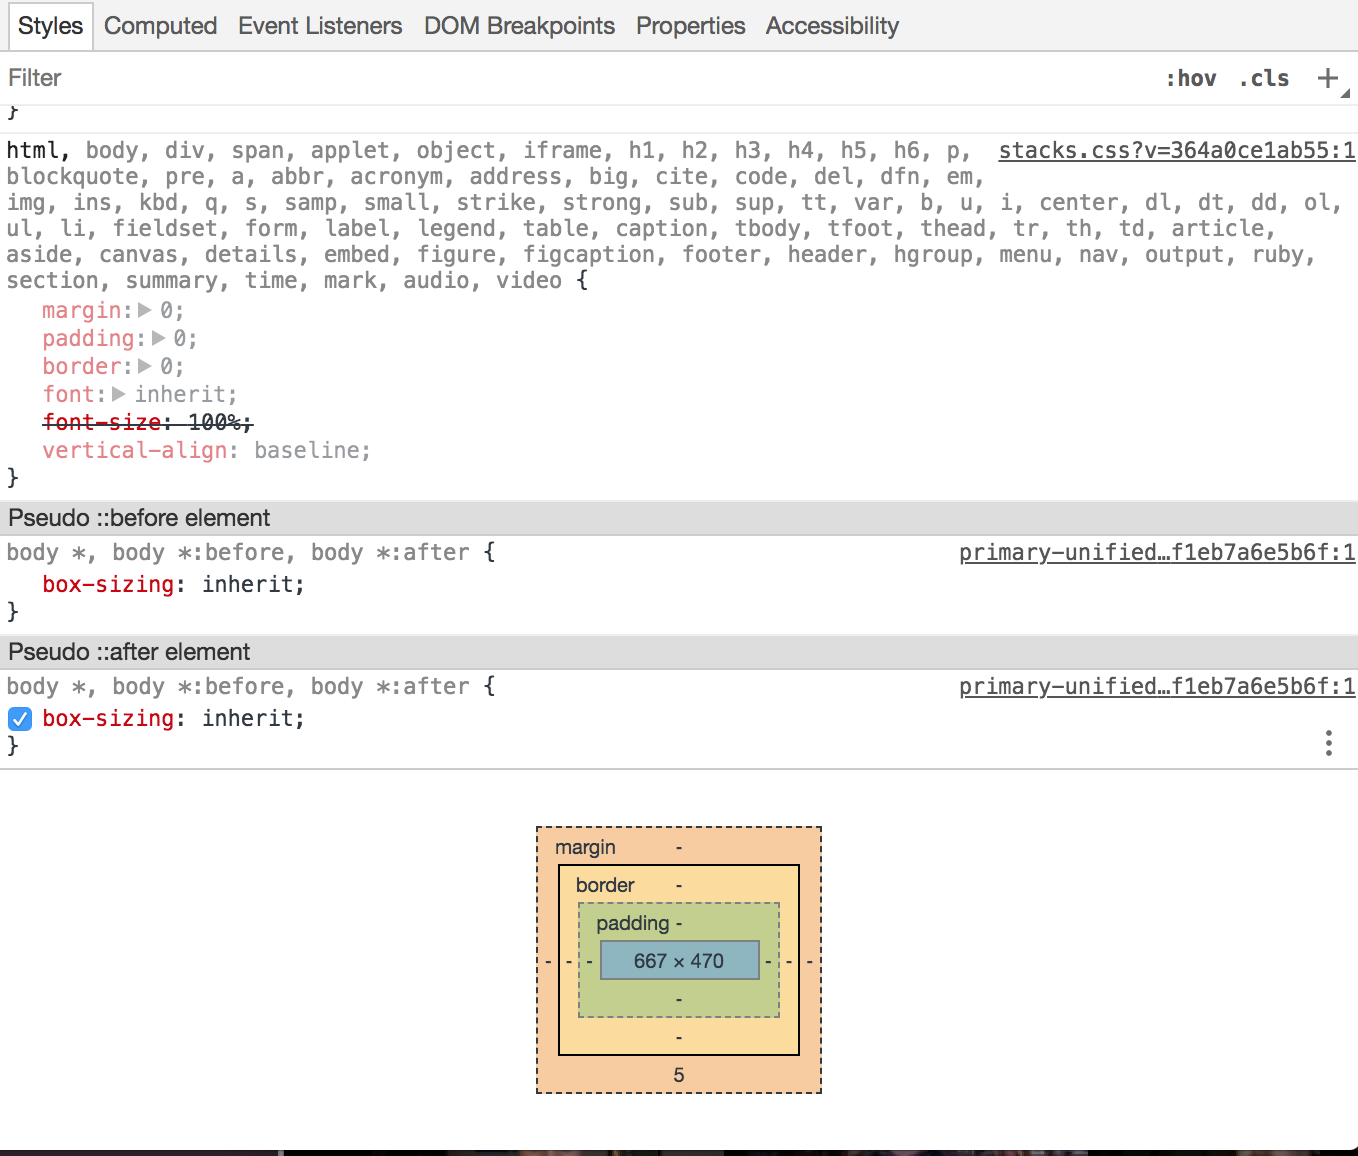 Styles Computed Event Listeners DOM Breakpoints Properties Accessibility
Filter :hov .cls +
}
html, body, div, span, applet, object, iframe, h1, h2, h3, h4, h5, h6, p, stacks.css?v=364a0ce1ab55:1
blockquote, pre, a, abbr, acronym, address, big, cite, code, del, dfn, em,
img, ins, kbd, q, s, samp, small, strike, strong, sub, sup, tt, var, b, u, i, center, dl, dt, dd, ol,
ul, li, fieldset, form, label, legend, table, caption, tbody, tfoot, thead, tr, th, td, article,
aside, canvas, details, embed, figure, figcaption, footer, header, hgroup, menu, nav, output, ruby,
section, summary, time, mark, audio, video {
margin: 0;
padding: 0;
border: 0;
font: inherit;
font-size: 100%;
vertical-align: baseline;
}
Pseudo ::before element
body *, body *:before, body *:after { primary-unified…f1eb7a6e5b6f:1
box-sizing: inherit;
}
Pseudo ::after element
body *, body *:before, body *:after { primary-unified…f1eb7a6e5b6f:1
box-sizing: inherit;
}
margin -
border -
padding -
- - - 667 × 470 - - -
-
-
5